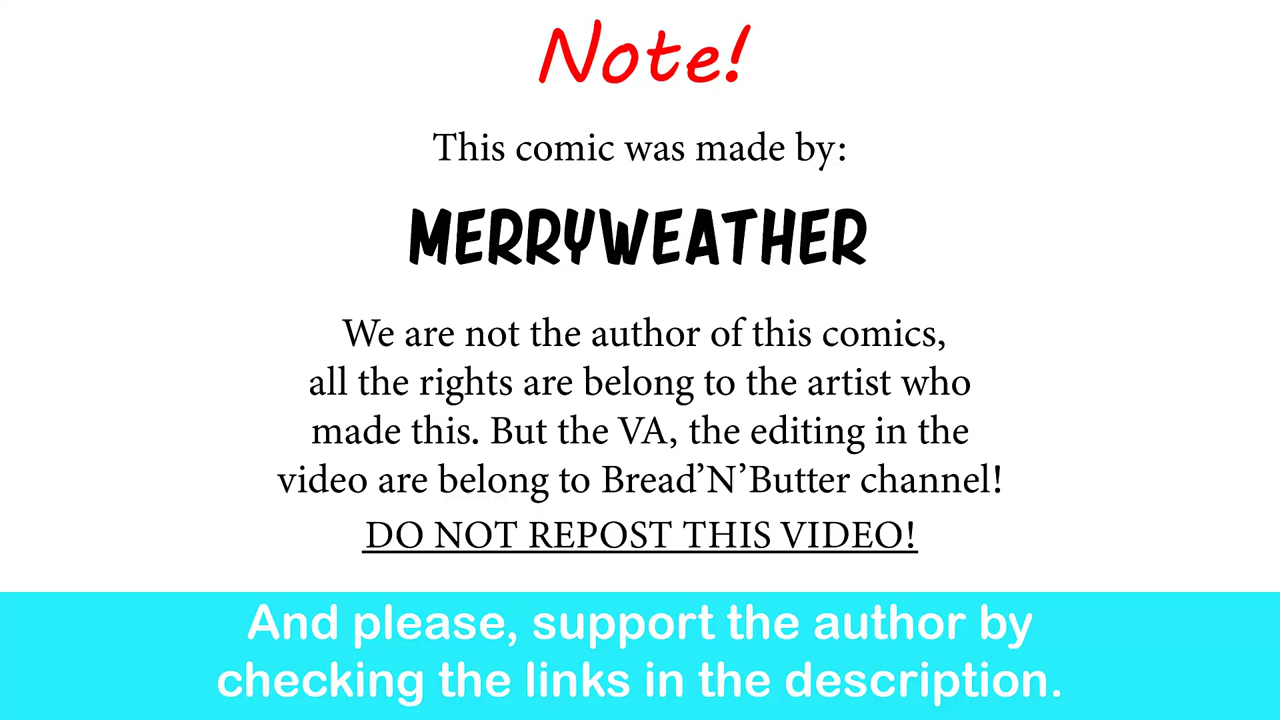 Note!
This comic was made by:
MERRYWEATHER
We are not the author of this comics,
all the rights are belong to the artist who
made this. But the VA, the editing in the
video are belong to Bread’N’Butter channel!
DO NOT REPOST THIS VIDEO!
And please, support the author by
checking the links in the description.